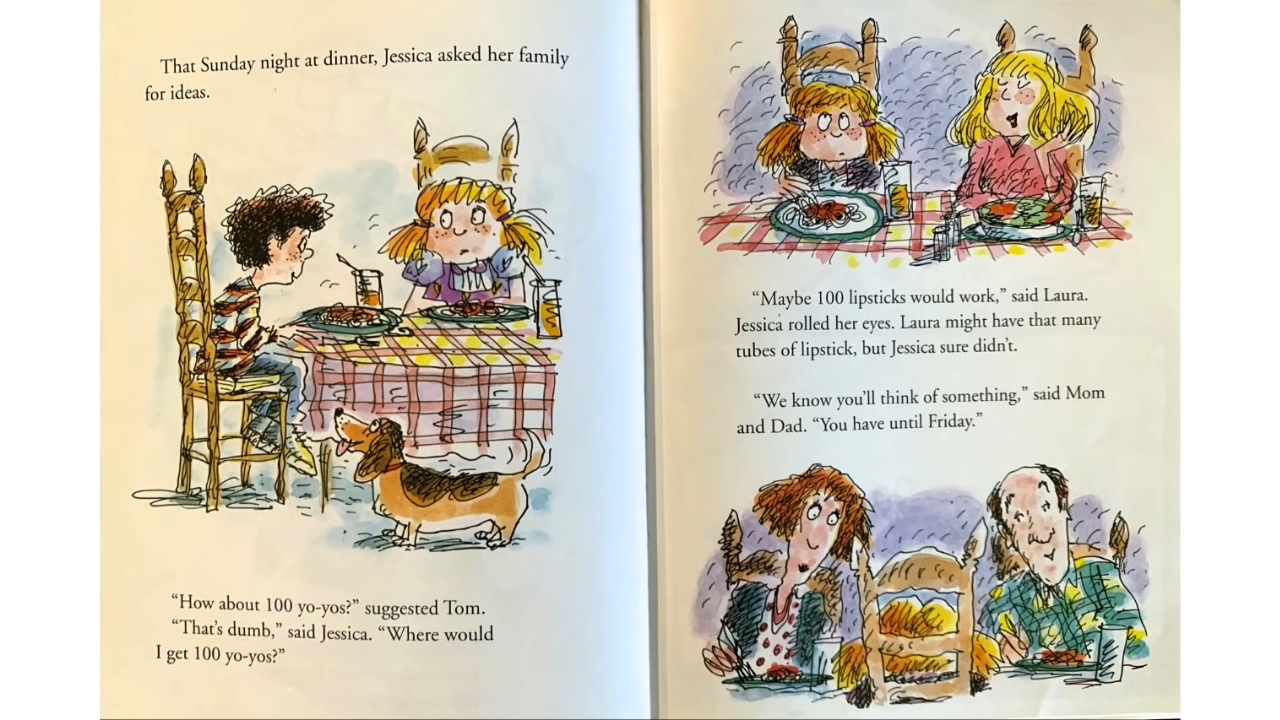 That Sunday night at dinner, Jessica asked her family
for ideas.
“How about 100 yo-yos?” suggested Tom.
“That’s dumb,” said Jessica. “Where would
I get 100 yo-yos?”
“Maybe 100 lipsticks would work,” said Laura.
Jessica rolled her eyes. Laura might have that many
tubes of lipstick, but Jessica sure didn’t.
“We know you’ll think of something,” said Mom
and Dad. “You have until Friday.”